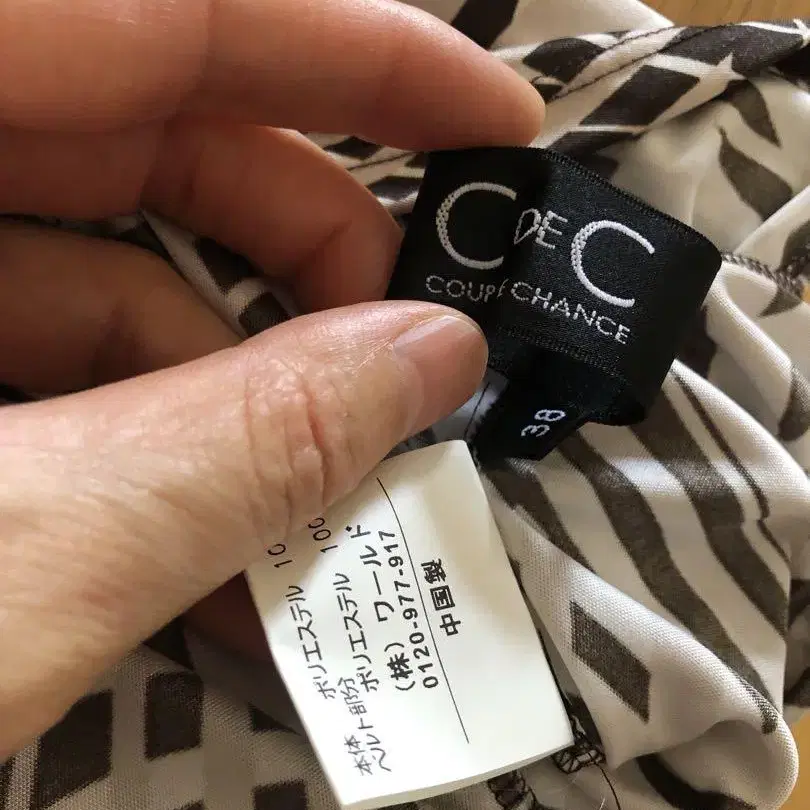 C DE C
COUP CHANCE
38
本体 ポリエステル 10
ベルト部分 ポリエステル 100
(株) ワールド
0120-977-917
中国製